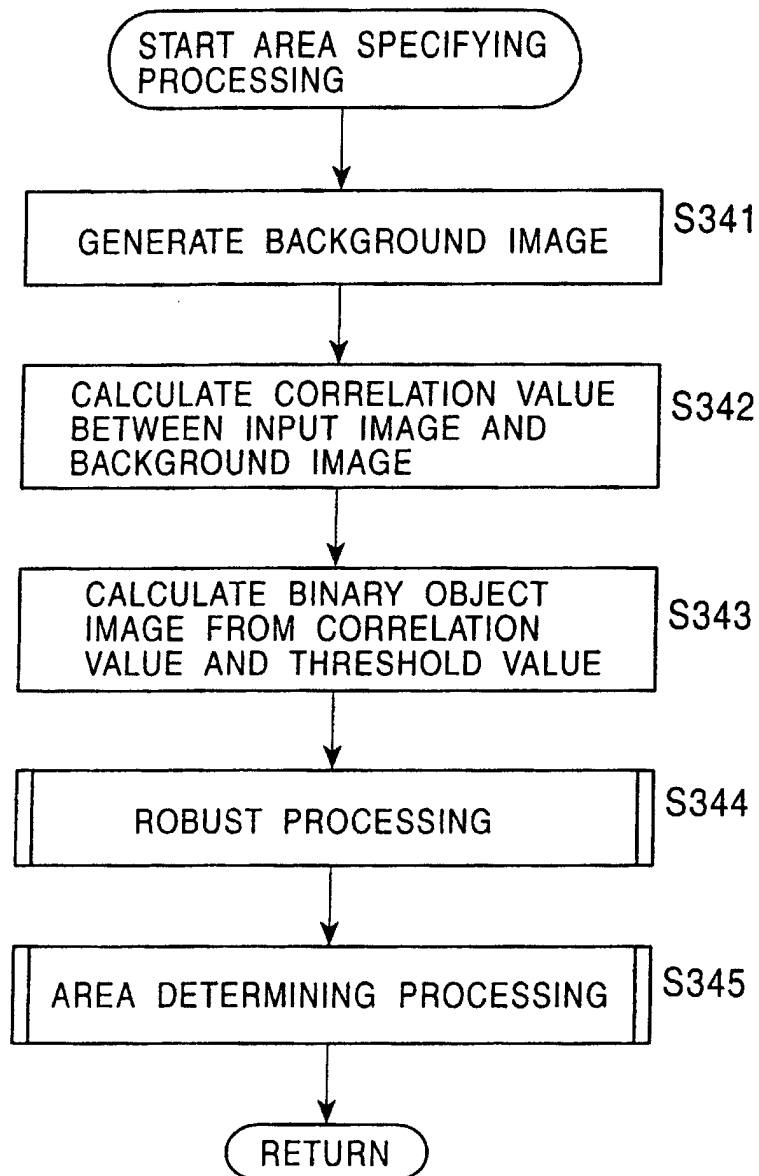 START AREA SPECIFYING
PROCESSING
GENERATE BACKGROUND IMAGE
S341
CALCULATE CORRELATION VALUE
BETWEEN INPUT IMAGE AND
BACKGROUND IMAGE
S342
CALCULATE BINARY OBJECT
IMAGE FROM CORRELATION
VALUE AND THRESHOLD VALUE
S343
ROBUST PROCESSING
S344
AREA DETERMINING PROCESSING
S345
RETURN